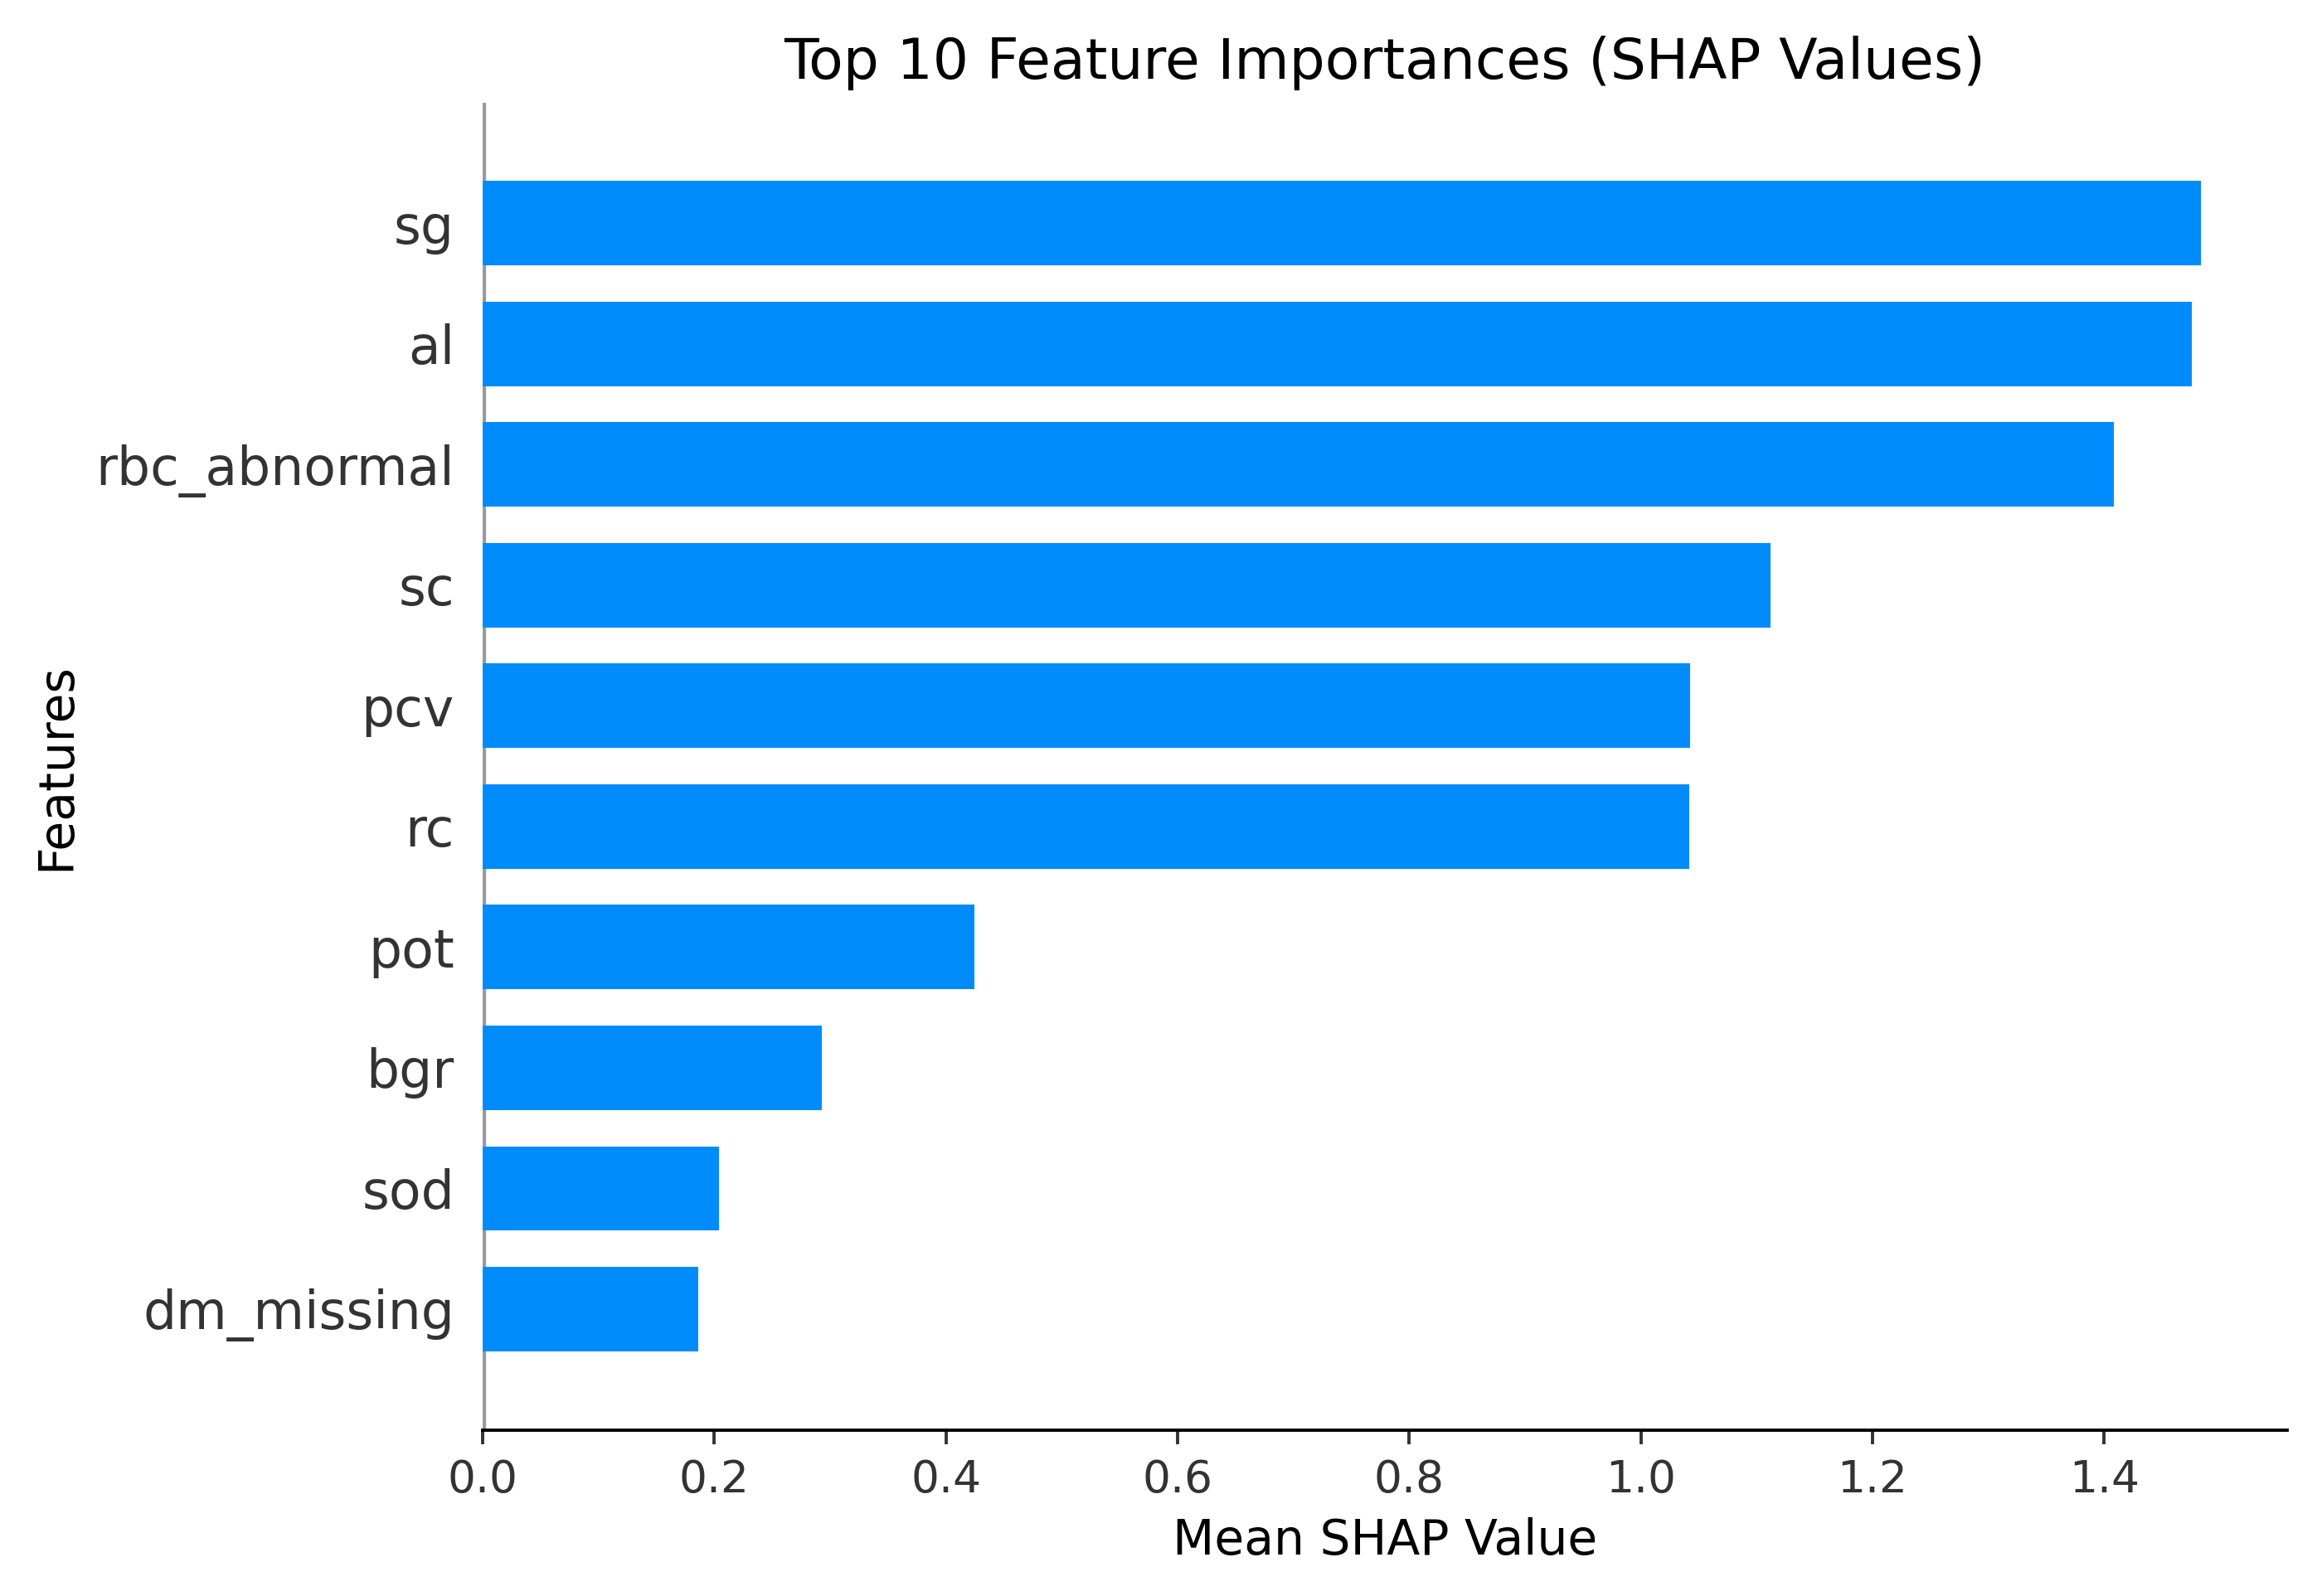 Top 10 Feature Importances (SHAP Values)
Features
sg
al
rbc_abnormal
sc
pcv
rc
pot
bgr
sod
dm_missing
0.0 0.2 0.4 0.6 0.8 1.0 1.2 1.4
Mean SHAP Value